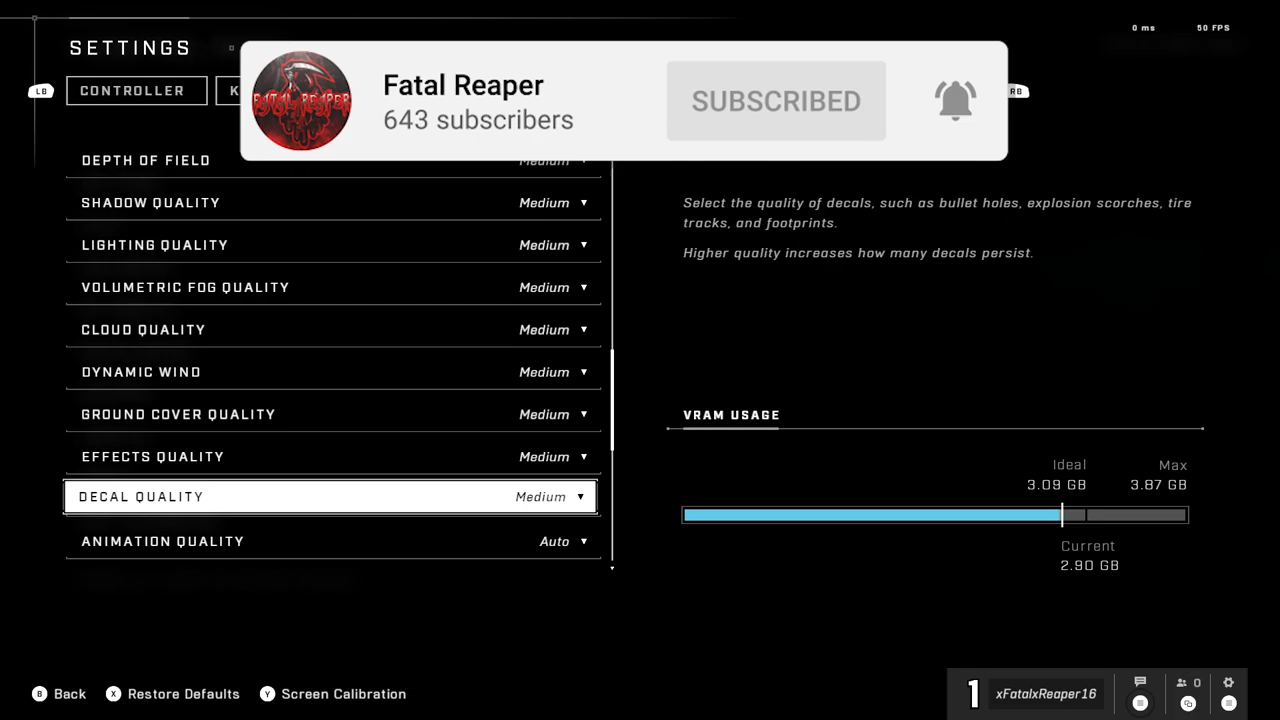 0 ms 50 FPS
SETTINGS
LB CONTROLLER K RB
Fatal Reaper
643 subscribers
SUBSCRIBED
FATAL REAPER
DEPTH OF FIELD Medium
SHADOW QUALITY Medium
LIGHTING QUALITY Medium
VOLUMETRIC FOG QUALITY Medium
CLOUD QUALITY Medium
DYNAMIC WIND Medium
GROUND COVER QUALITY Medium
EFFECTS QUALITY Medium
DECAL QUALITY Medium
ANIMATION QUALITY Auto
Select the quality of decals, such as bullet holes, explosion scorches, tire
tracks, and footprints.
Higher quality increases how many decals persist.
VRAM USAGE
Ideal Max
3.09 GB 3.87 GB
Current
2.90 GB
B Back X Restore Defaults Y Screen Calibration
1 xFatalxReaper16 0